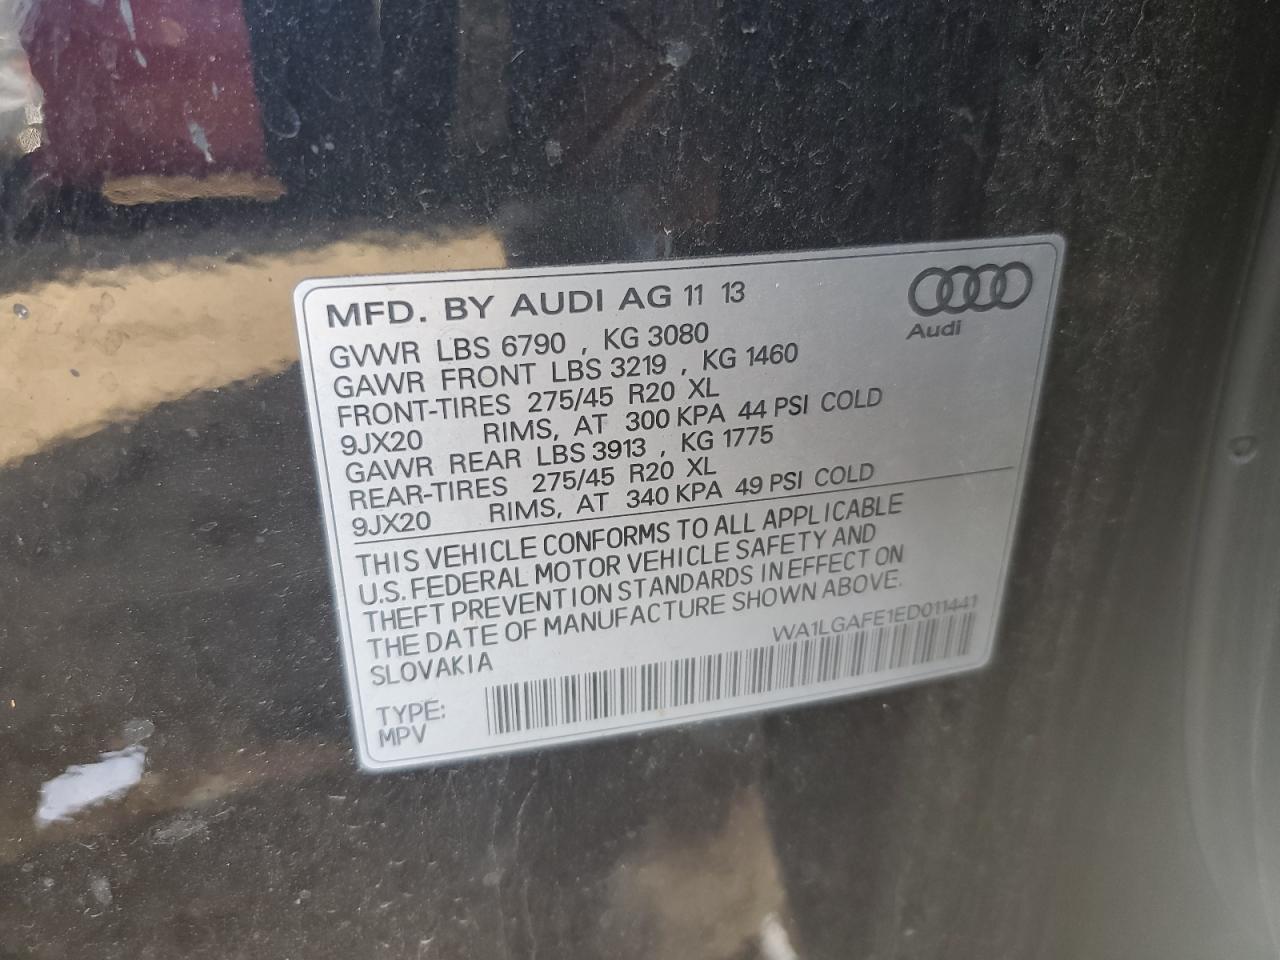 MFD. BY AUDI AG 11 13
Audi
GVWR LBS 6790 , KG 3080
GAWR FRONT LBS 3219 , KG 1460
FRONT-TIRES 275/45 R20 XL
9JX20 RIMS, AT 300 KPA 44 PSI COLD
GAWR REAR LBS 3913 , KG 1775
REAR-TIRES 275/45 R20 XL
9JX20 RIMS, AT 340 KPA 49 PSI COLD
THIS VEHICLE CONFORMS TO ALL APPLICABLE
U.S. FEDERAL MOTOR VEHICLE SAFETY AND
THEFT PREVENTION STANDARDS IN EFFECT ON
THE DATE OF MANUFACTURE SHOWN ABOVE.
SLOVAKIA
WA1LGAFE1ED011441
TYPE:
MPV